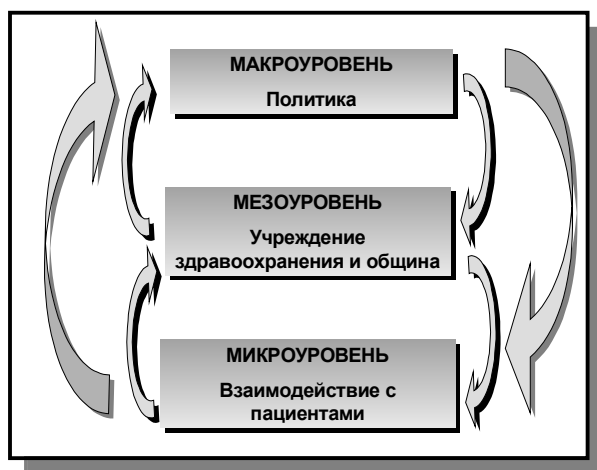 МАКРОУРОВЕНЬ
Политика
МЕЗОУРОВЕНЬ
Учреждение
здравоохранения и община
МИКРОУРОВЕНЬ
Взаимодействие с
пациентами